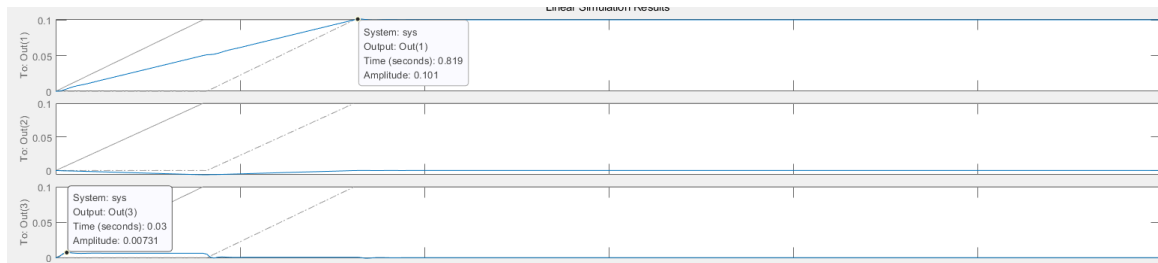 Linear Simulation Results
0.1
0.05
0
To: Out(1)
System: sys
Output: Out(1)
Time (seconds): 0.819
Amplitude: 0.101
0.1
0.05
0
To: Out(2)
0.1
0.05
0
To: Out(3)
System: sys
Output: Out(3)
Time (seconds): 0.03
Amplitude: 0.00731